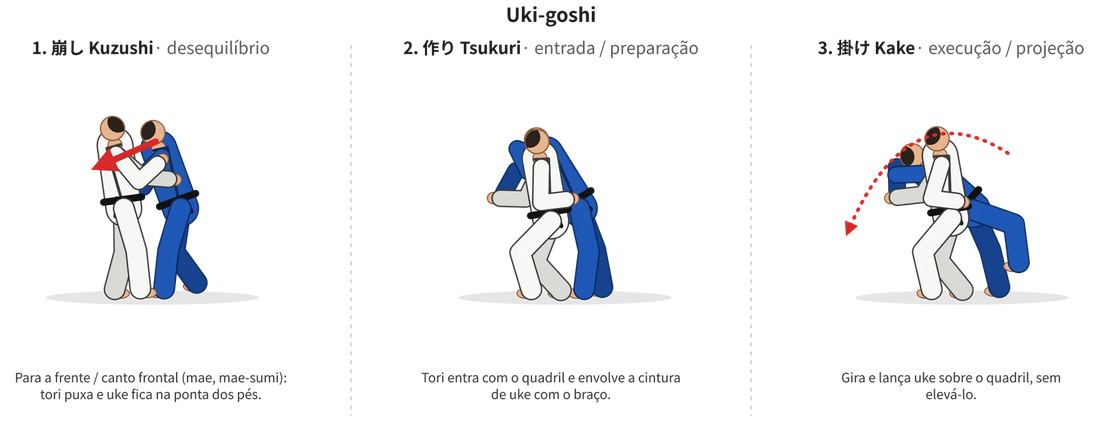 Uki-goshi
1. 崩し Kuzushi · desequilíbrio
2. 作り Tsukuri · entrada / preparação
3. 掛け Kake · execução / projeção
Para a frente / canto frontal (mae, mae-sumi):
tori puxa e uke fica na ponta dos pés.
Tori entra com o quadril e envolve a cintura
de uke com o braço.
Gira e lança uke sobre o quadril, sem
elevá-lo.